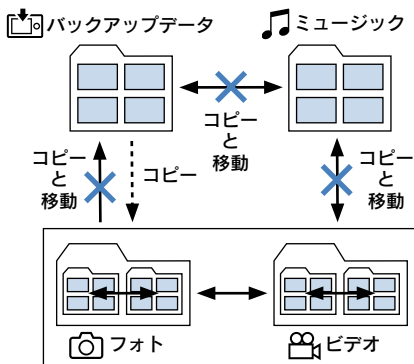 バックアップデータ
ミュージック
コピー
と
移動
コピー
と
移動
コピー
コピー
と
移動
フォト
ビデオ